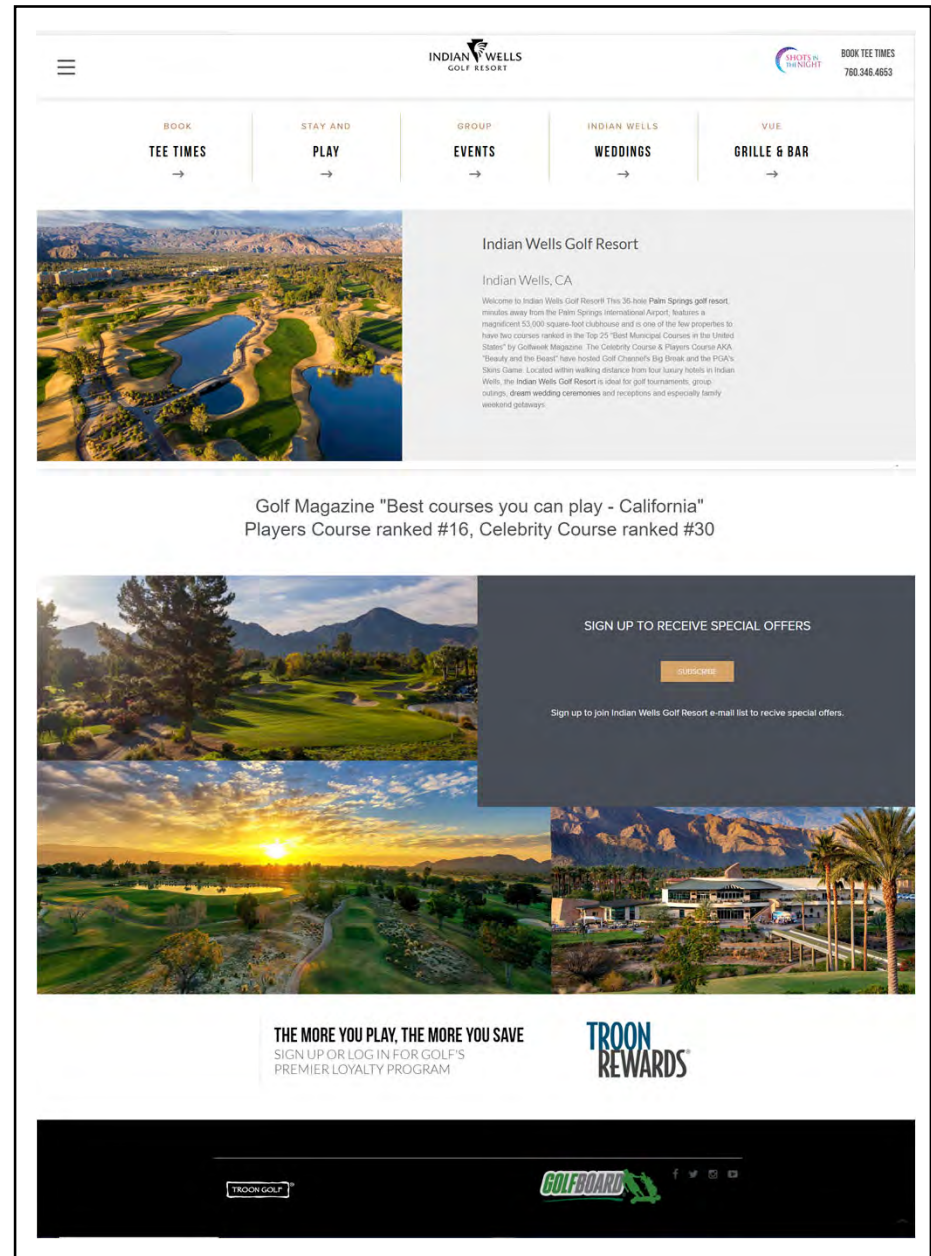 INDIAN WELLS
GOLF RESORT
SHOTS IN
THE NIGHT
BOOK TEE TIMES
760.346.4653
BOOK
TEE TIMES
STAY AND
PLAY
GROUP
EVENTS
INDIAN WELLS
WEDDINGS
VUE
GRILLE & BAR
Indian Wells Golf Resort
Indian Wells, CA
Welcome to Indian Wells Golf Resort! This 36-hole Palm Springs golf resort,
minutes away from the Palm Springs International Airport, features a
magnificent 53,000 square-foot clubhouse and is one of the few properties to
have two courses ranked in the Top 25 "Best Municipal Courses in the United
States" by Golfweek Magazine. The Celebrity Course & Players Course AKA
"Beauty and the Beast" have hosted Golf Channel's Big Break and the PGA's
Skins Game. Located within walking distance from four luxury hotels in Indian
Wells, the Indian Wells Golf Resort is ideal for golf tournaments, group
outings, dream wedding ceremonies and receptions and especially family
weekend getaways.
Golf Magazine "Best courses you can play - California"
Players Course ranked #16, Celebrity Course ranked #30
SIGN UP TO RECEIVE SPECIAL OFFERS
SUBSCRIBE
Sign up to join Indian Wells Golf Resort e-mail list to recive special offers.
THE MORE YOU PLAY, THE MORE YOU SAVE
SIGN UP OR LOG IN FOR GOLF'S
PREMIER LOYALTY PROGRAM
TROON
REWARDS®
TROON GOLF®
GOLFBOARD